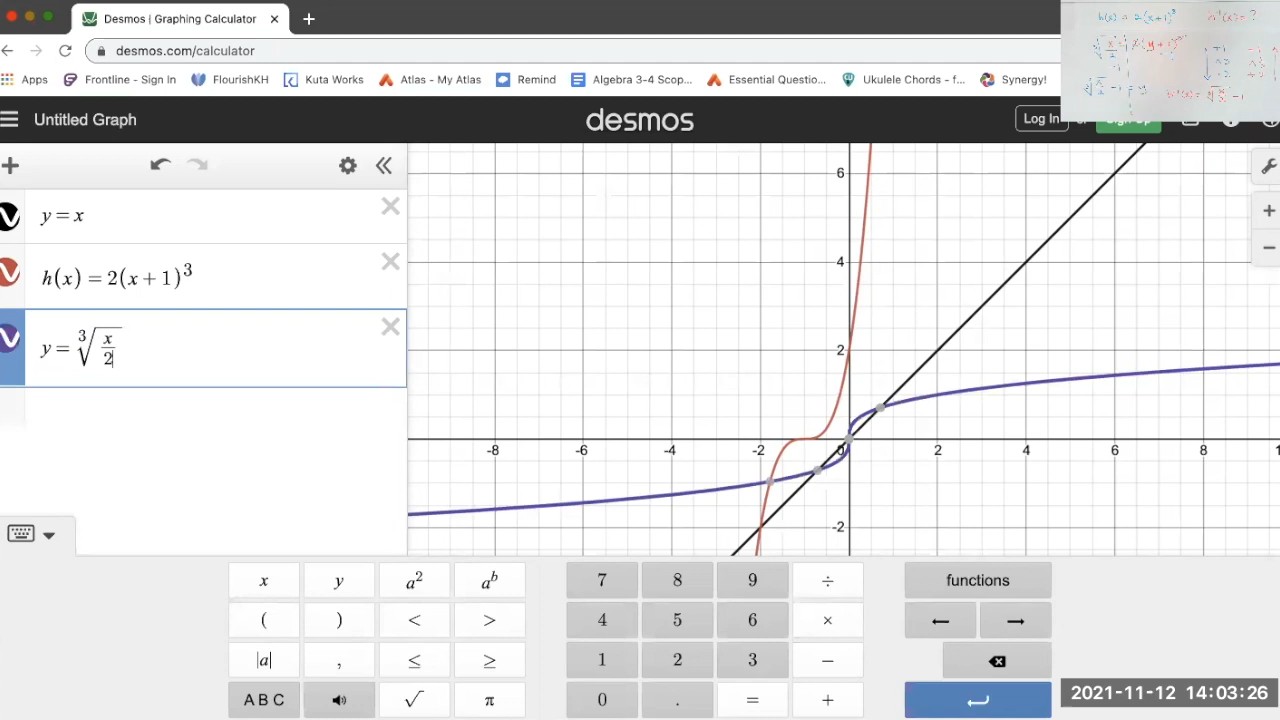 Desmos | Graphing Calculator
desmos.com/calculator
Apps Frontline - Sign In FlourishKH Kuta Works Atlas - My Atlas Remind Algebra 3-4 Scop... Essential Questio... Ukulele Chords - f... Synergy!
Untitled Graph desmos Log In or Sign Up
y = x
h(x) = 2(x + 1)^3
y = ∛(x/2)
6
4
2
-8 -6 -4 -2 0 2 4 6 8
-2
x y a² aᵇ 7 8 9 ÷ functions
( ) < > 4 5 6 × ← →
|a| , ≤ ≥ 1 2 3 −
A B C √ π 0 . = +
2021-11-12 14:03:26